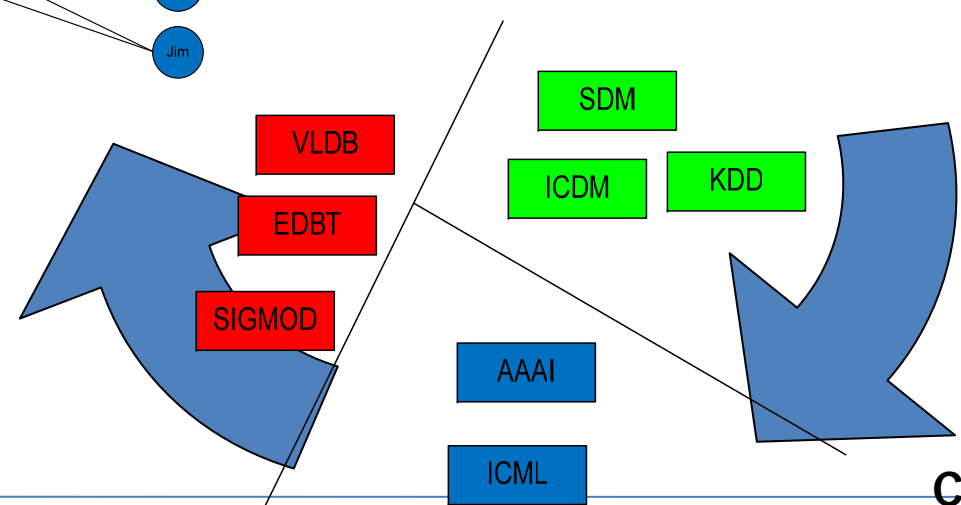 Jim
SDM
VLDB
ICDM
KDD
EDBT
SIGMOD
AAAI
ICML
C